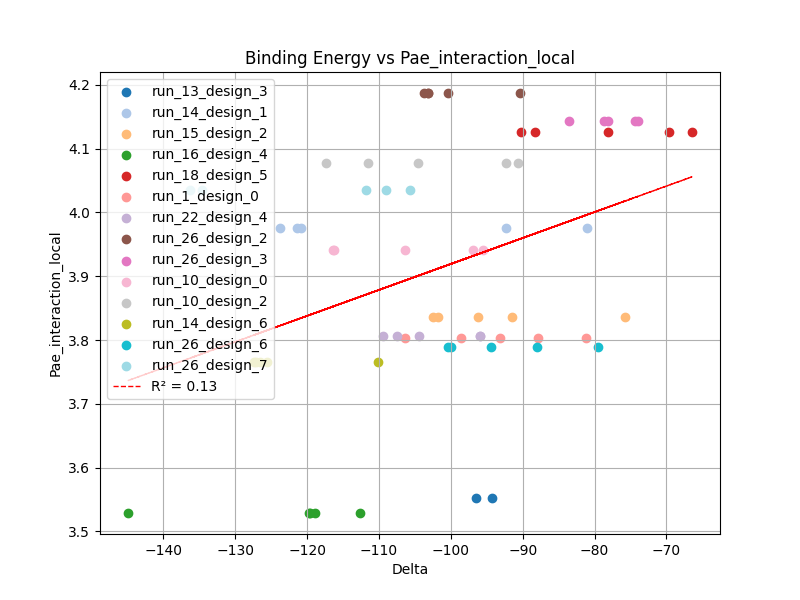 Binding Energy vs Pae_interaction_local
4.2
4.1
4.0
3.9
3.8
3.7
3.6
3.5
Pae_interaction_local
run_13_design_3
run_14_design_1
run_15_design_2
run_16_design_4
run_18_design_5
run_1_design_0
run_22_design_4
run_26_design_2
run_26_design_3
run_10_design_0
run_10_design_2
run_14_design_6
run_26_design_6
run_26_design_7
R² = 0.13
−140 −130 −120 −110 −100 −90 −80 −70
Delta